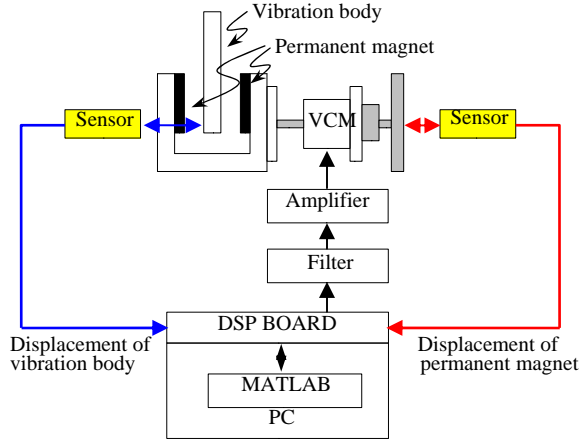 Vibration body
Permanent magnet
Sensor
VCM
Sensor
Amplifier
Filter
DSP BOARD
Displacement of
vibration body
Displacement of
permanent magnet
MATLAB
PC